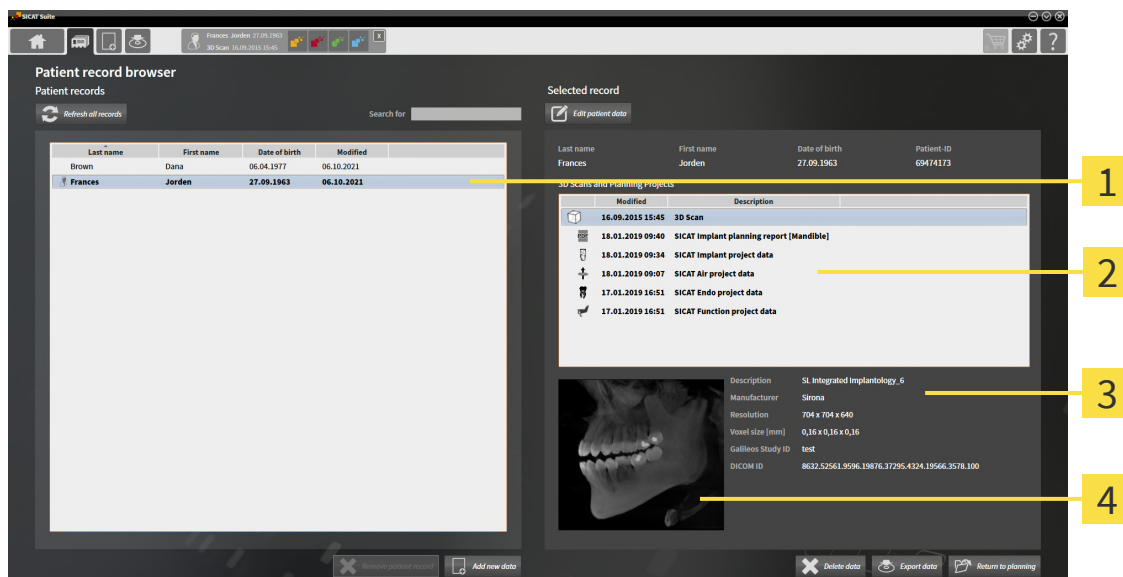 SICAT Suite
Frances Jorden 27.09.1963
3D Scan 16.09.2015 15:45
x
?
Patient record browser
Patient records
Refresh all records
Search for
Last name First name Date of birth Modified
Brown Dana 06.04.1977 06.10.2021
Frances Jorden 27.09.1963 06.10.2021
Remove patient record
Add new data
Selected record
Edit patient data
Last name First name Date of birth Patient-ID
Frances Jorden 27.09.1963 69474173
3D Scans and Planning Projects
Modified Description
16.09.2015 15:45 3D Scan
18.01.2019 09:40 SICAT Implant planning report [Mandible]
18.01.2019 09:34 SICAT Implant project data
18.01.2019 09:07 SICAT Air project data
17.01.2019 16:51 SICAT Endo project data
17.01.2019 16:51 SICAT Function project data
Description SL Integrated Implantology_6
Manufacturer Sirona
Resolution 704 x 704 x 640
Voxel size [mm] 0,16 x 0,16 x 0,16
Galileos Study ID test
DICOM ID 8632.52561.9596.19876.37295.4324.19566.3578.100
Delete data
Export data
Return to planning
1
2
3
4